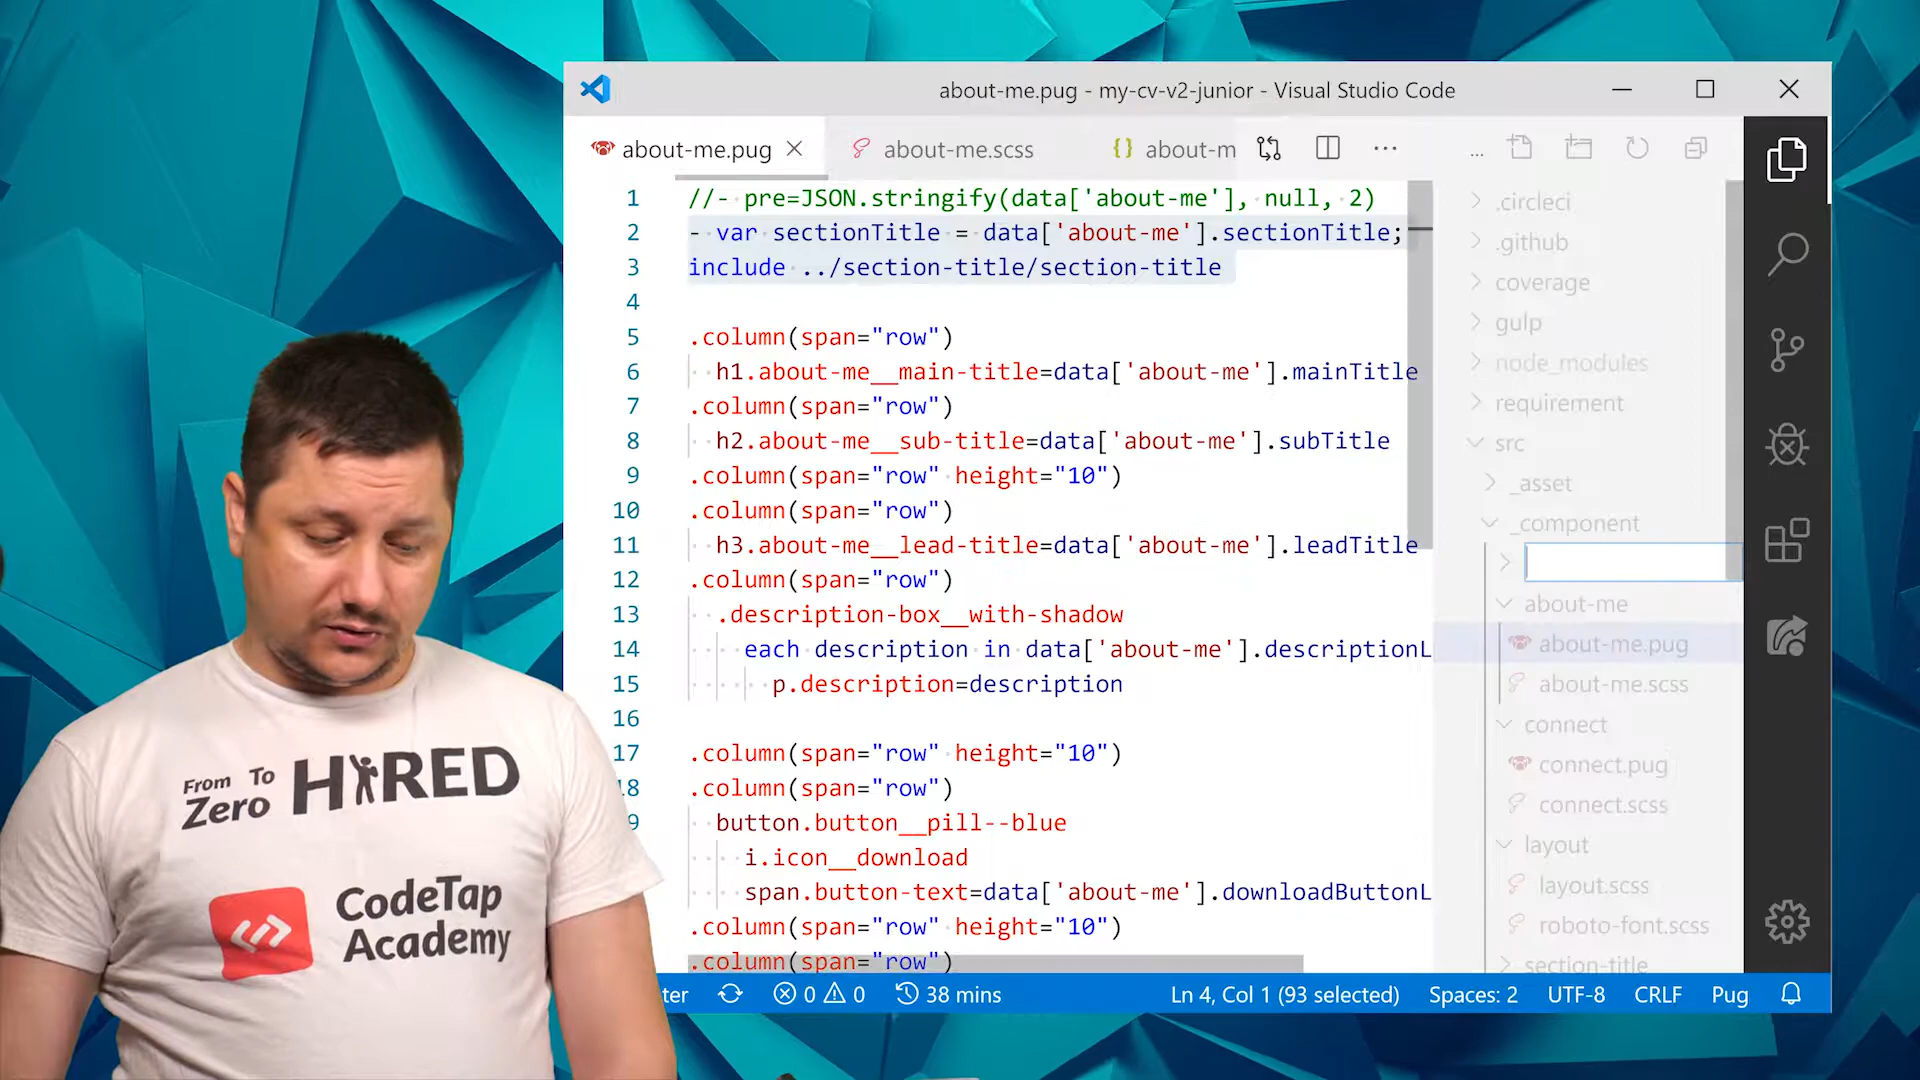 about-me.pug - my-cv-v2-junior - Visual Studio Code
about-me.pug
about-me.scss
{} about-m
1 //- pre=JSON.stringify(data['about-me'], null, 2)
2 - var sectionTitle = data['about-me'].sectionTitle;
3 include ../section-title/section-title
4
5 .column(span="row")
6 h1.about-me__main-title=data['about-me'].mainTitle
7 .column(span="row")
8 h2.about-me__sub-title=data['about-me'].subTitle
9 .column(span="row" height="10")
10 .column(span="row")
11 h3.about-me__lead-title=data['about-me'].leadTitle
12 .column(span="row")
13 .description-box__with-shadow
14 each description in data['about-me'].descriptionL
15 p.description=description
16
17 .column(span="row" height="10")
18 .column(span="row")
9 button.button__pill--blue
i.icon__download
span.button-text=data['about-me'].downloadButtonL
.column(span="row" height="10")
.column(span="row")
...
.circleci
.github
coverage
gulp
node_modules
requirement
src
_asset
_component
about-me
about-me.pug
about-me.scss
connect
connect.pug
connect.scss
layout
layout.scss
roboto-font.scss
section-title
ter
0
0
38 mins
Ln 4, Col 1 (93 selected)
Spaces: 2
UTF-8
CRLF
Pug
From To
Zero HIRED
CodeTap
Academy